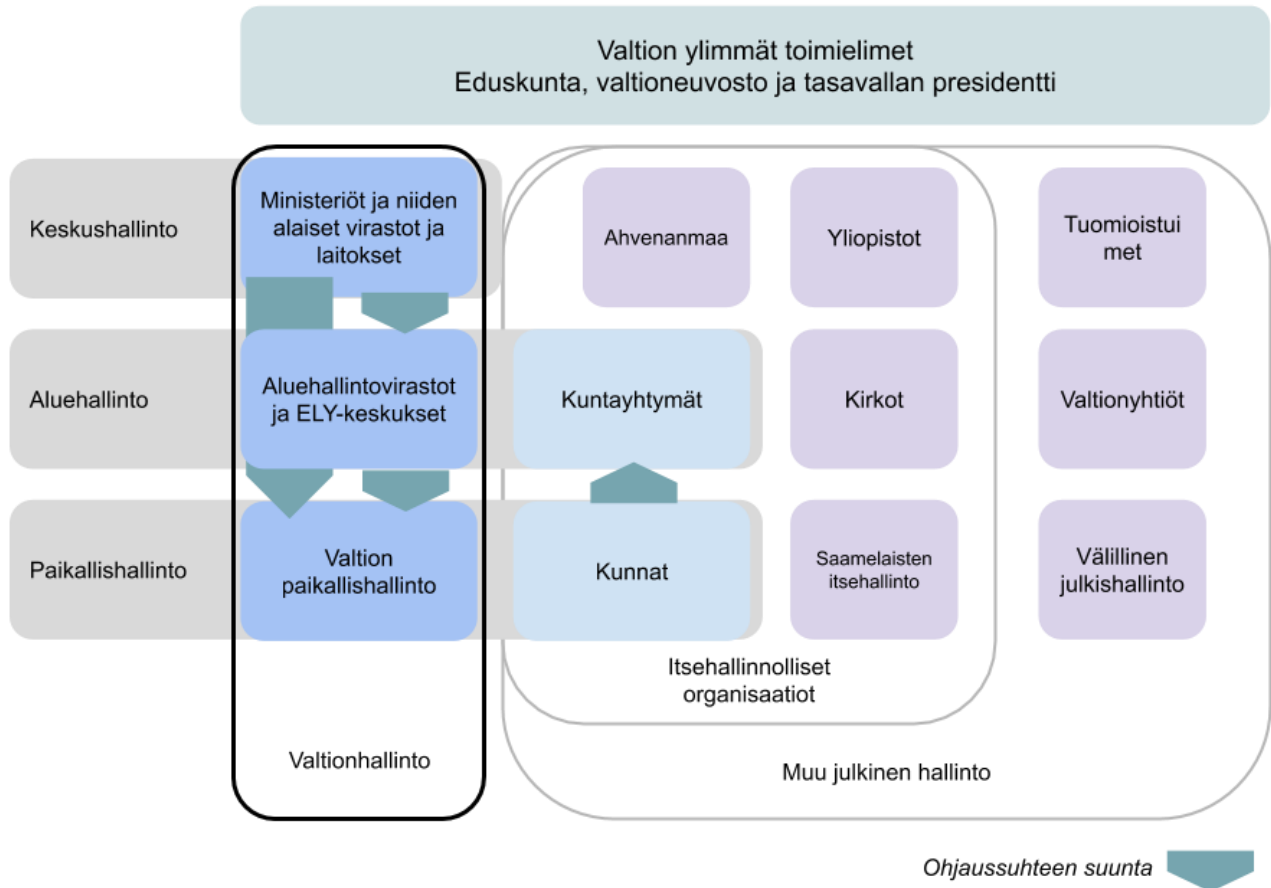 Valtion ylimmät toimielimet
Eduskunta, valtioneuvosto ja tasavallan presidentti
Keskushallinto
Ministeriöt ja niiden
alaiset virastot ja
laitokset
Ahvenanmaa
Yliopistot
Tuomioistui
met
Aluehallinto
Aluehallintovirastot
ja ELY-keskukset
Kuntayhtymät
Kirkot
Valtionyhtiöt
Paikallishallinto
Valtion
paikallishallinto
Kunnat
Saamelaisten
itsehallinto
Välillinen
julkishallinto
Itsehallinnolliset
organisaatiot
Valtionhallinto
Muu julkinen hallinto
Ohjaussuhteen suunta